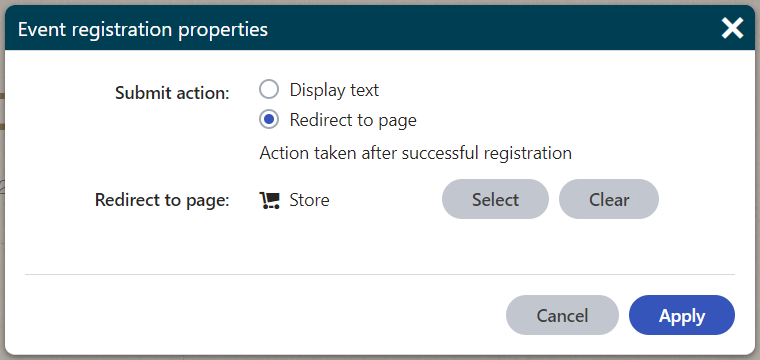 Event registration properties
Submit action:
Display text
Redirect to page
Action taken after successful registration
Redirect to page:
Store
Select
Clear
Cancel
Apply